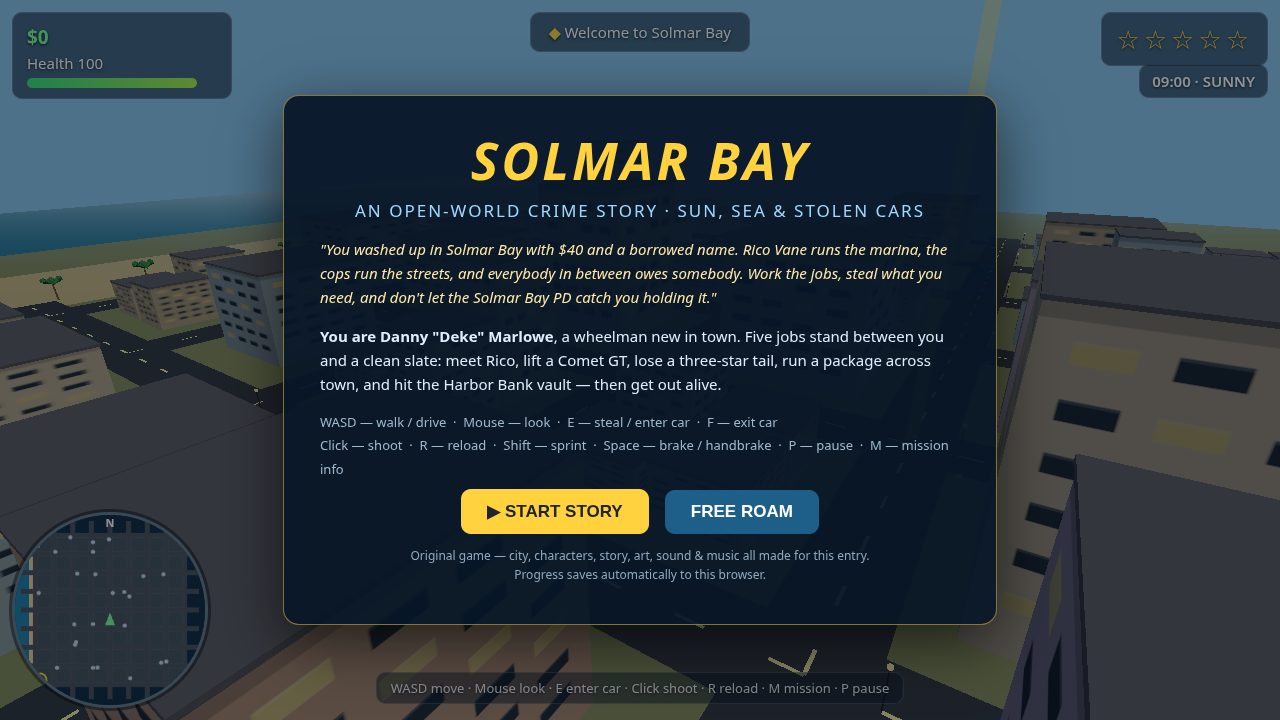 $0
Health 100
◆ Welcome to Solmar Bay
☆☆☆☆☆
09:00 · SUNNY
SOLMAR BAY
AN OPEN-WORLD CRIME STORY · SUN, SEA & STOLEN CARS
"You washed up in Solmar Bay with $40 and a borrowed name. Rico Vane runs the marina, the
cops run the streets, and everybody in between owes somebody. Work the jobs, steal what you
need, and don't let the Solmar Bay PD catch you holding it."
You are Danny "Deke" Marlowe, a wheelman new in town. Five jobs stand between you
and a clean slate: meet Rico, lift a Comet GT, lose a three-star tail, run a package across
town, and hit the Harbor Bank vault — then get out alive.
WASD — walk / drive · Mouse — look · E — steal / enter car · F — exit car
Click — shoot · R — reload · Shift — sprint · Space — brake / handbrake · P — pause · M — mission
info
▶ START STORY
FREE ROAM
Original game — city, characters, story, art, sound & music all made for this entry.
Progress saves automatically to this browser.
N
WASD move · Mouse look · E enter car · Click shoot · R reload · M mission · P pause